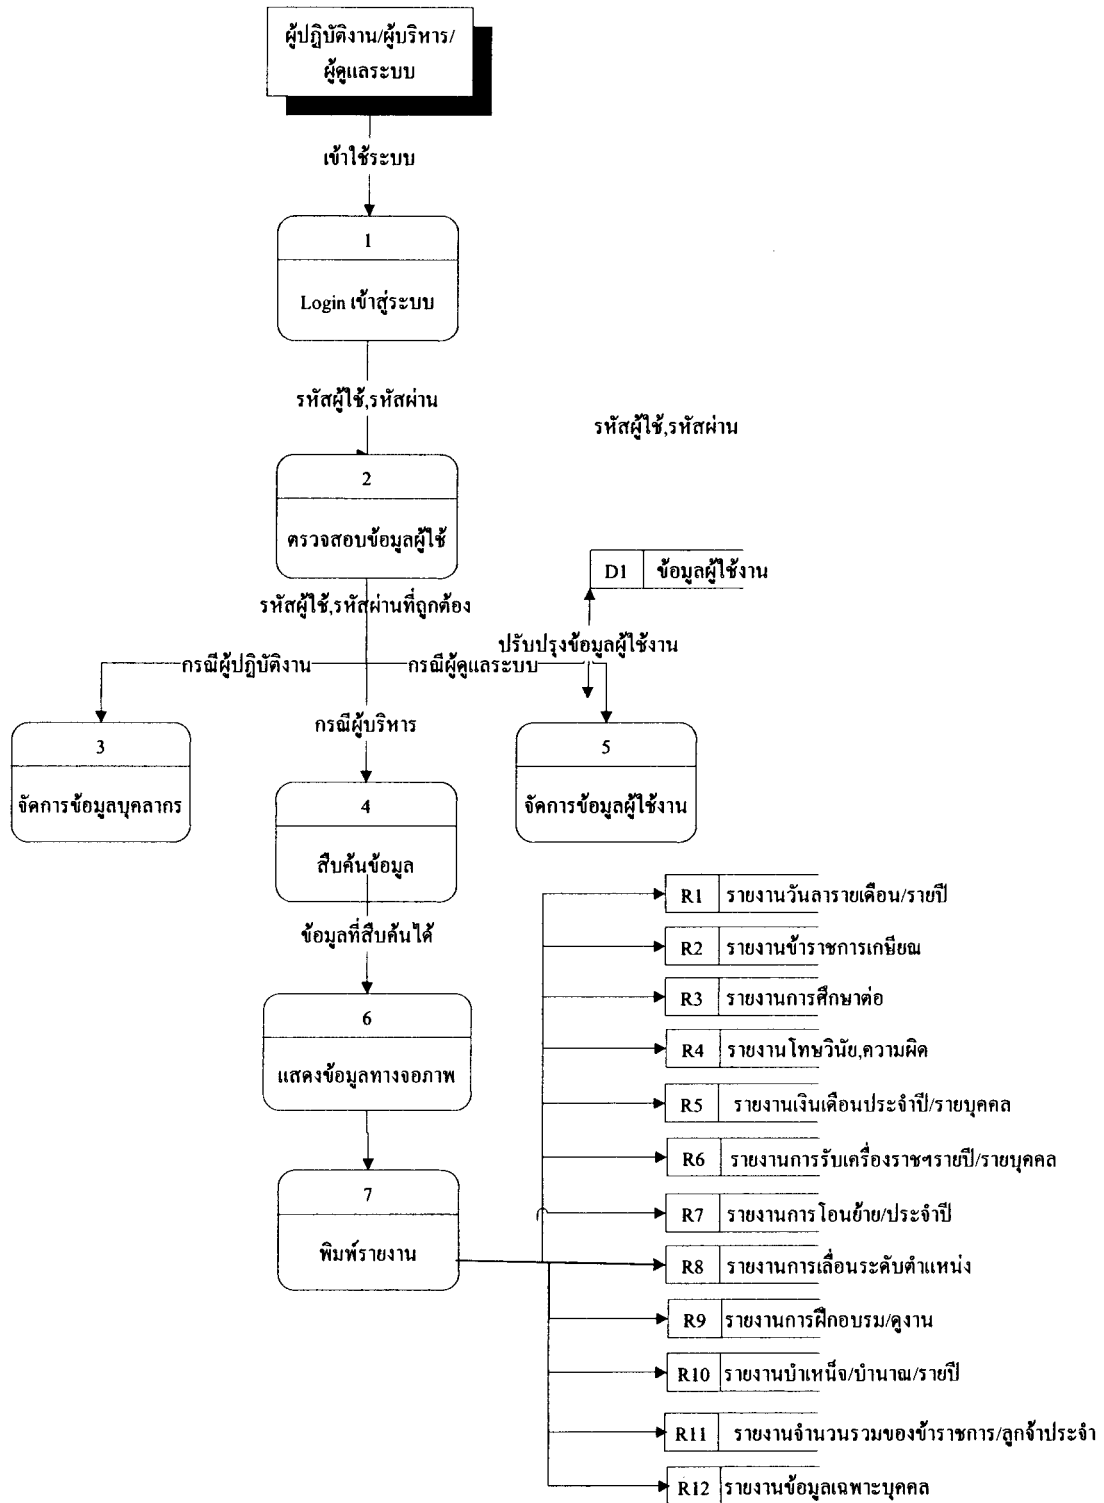 ผู้ปฏิบัติงาน/ผู้บริหาร/
ผู้ดูแลระบบ
เข้าใช้ระบบ
1
Login เข้าสู่ระบบ
รหัสผู้ใช้,รหัสผ่าน
รหัสผู้ใช้,รหัสผ่าน
2
ตรวจสอบข้อมูลผู้ใช้
D1 ข้อมูลผู้ใช้งาน
รหัสผู้ใช้,รหัสผ่านที่ถูกต้อง
ปรับปรุงข้อมูลผู้ใช้งาน
กรณีผู้ปฏิบัติงาน
กรณีผู้ดูแลระบบ
กรณีผู้บริหาร
3
จัดการข้อมูลบุคลากร
5
จัดการข้อมูลผู้ใช้งาน
4
สืบค้นข้อมูล
ข้อมูลที่สืบค้นได้
6
แสดงข้อมูลทางจอภาพ
7
พิมพ์รายงาน
R1 รายงานวันลารายเดือน/รายปี
R2 รายงานข้าราชการเกษียณ
R3 รายงานการศึกษาต่อ
R4 รายงานโทษวินัย,ความผิด
R5 รายงานเงินเดือนประจำปี/รายบุคคล
R6 รายงานการรับเครื่องราชฯรายปี/รายบุคคล
R7 รายงานการโอนย้าย/ประจำปี
R8 รายงานการเลื่อนระดับตำแหน่ง
R9 รายงานการฝึกอบรม/ดูงาน
R10 รายงานบำเหน็จ/บำนาณ/รายปี
R11 รายงานจำนวนรวมของข้าราชการ/ลูกจ้าประจำ
R12 รายงานข้อมูลเฉพาะบุคคล